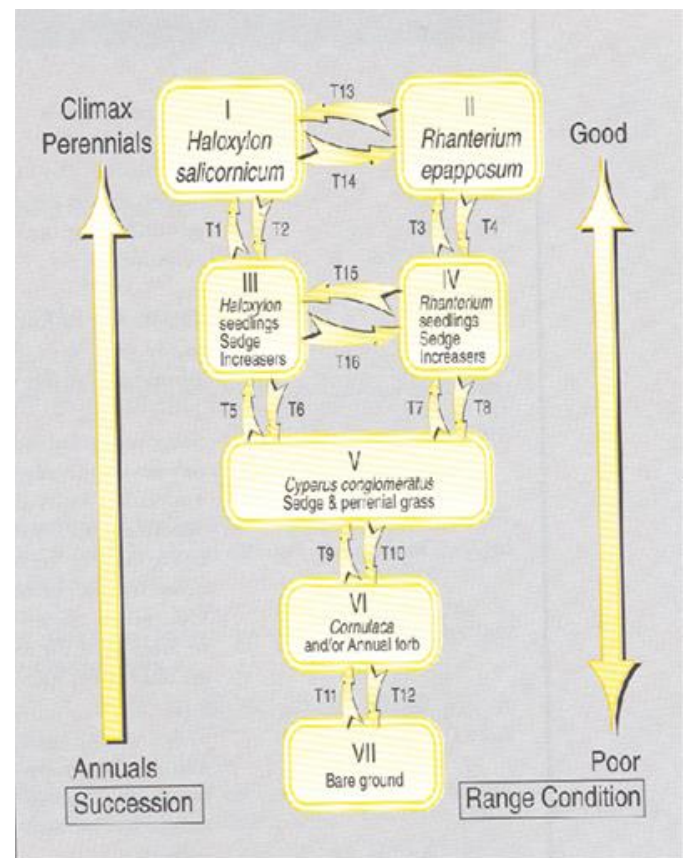 T13
Climax
Perennials
I
Haloxylon
salicornicum
II
Rhanterium
epapposum
Good
T14
T1
T2
T3
T4
III
Haloxylon
seedlings
Sedge
Increasers
T15
IV
Rhanterium
seedlings
Sedge
Increasers
T16
T5
T6
T7
T8
V
Cyperus conglomeratus
Sedge & perrenial grass
T9
T10
VI
Cornulaca
and/or Annual forb
T11
T12
VII
Bare ground
Annuals
Succession
Poor
Range Condition